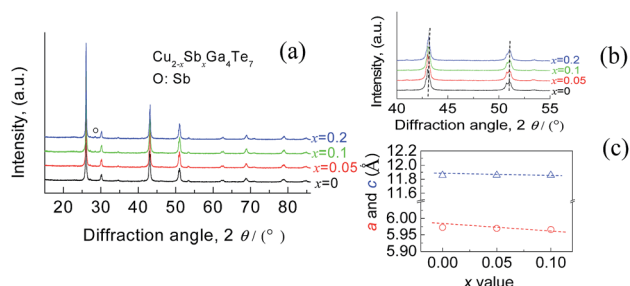 (a)
Cu2-xSbxGa4Te7
O: Sb
x=0.2
x=0.1
x=0.05
x=0
Intensity, (a.u.)
20 30 40 50 60 70 80
Diffraction angle, 2 θ / (°)
(b)
Intensity, (a.u.)
x=0.2
x=0.1
x=0.05
x=0
40 45 50 55
Diffraction angle, 2 θ / (°)
(c)
a and c (Å)
12.2
11.8
6.00
5.95
5.90
0.00 0.05 0.10
x value